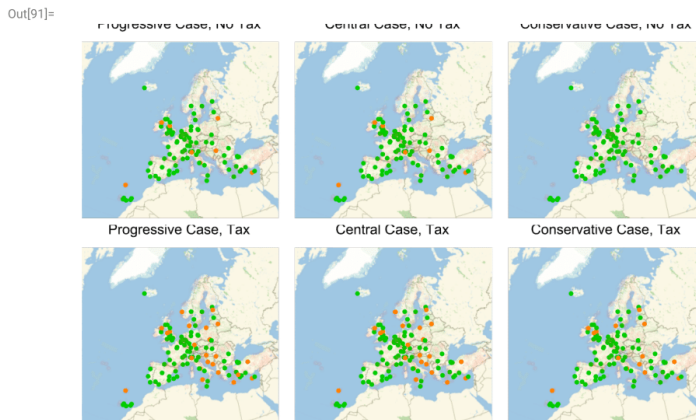 Out[91]=
Progressive Case, No Tax
Central Case, No Tax
Conservative Case, No Tax
Progressive Case, Tax
Central Case, Tax
Conservative Case, Tax